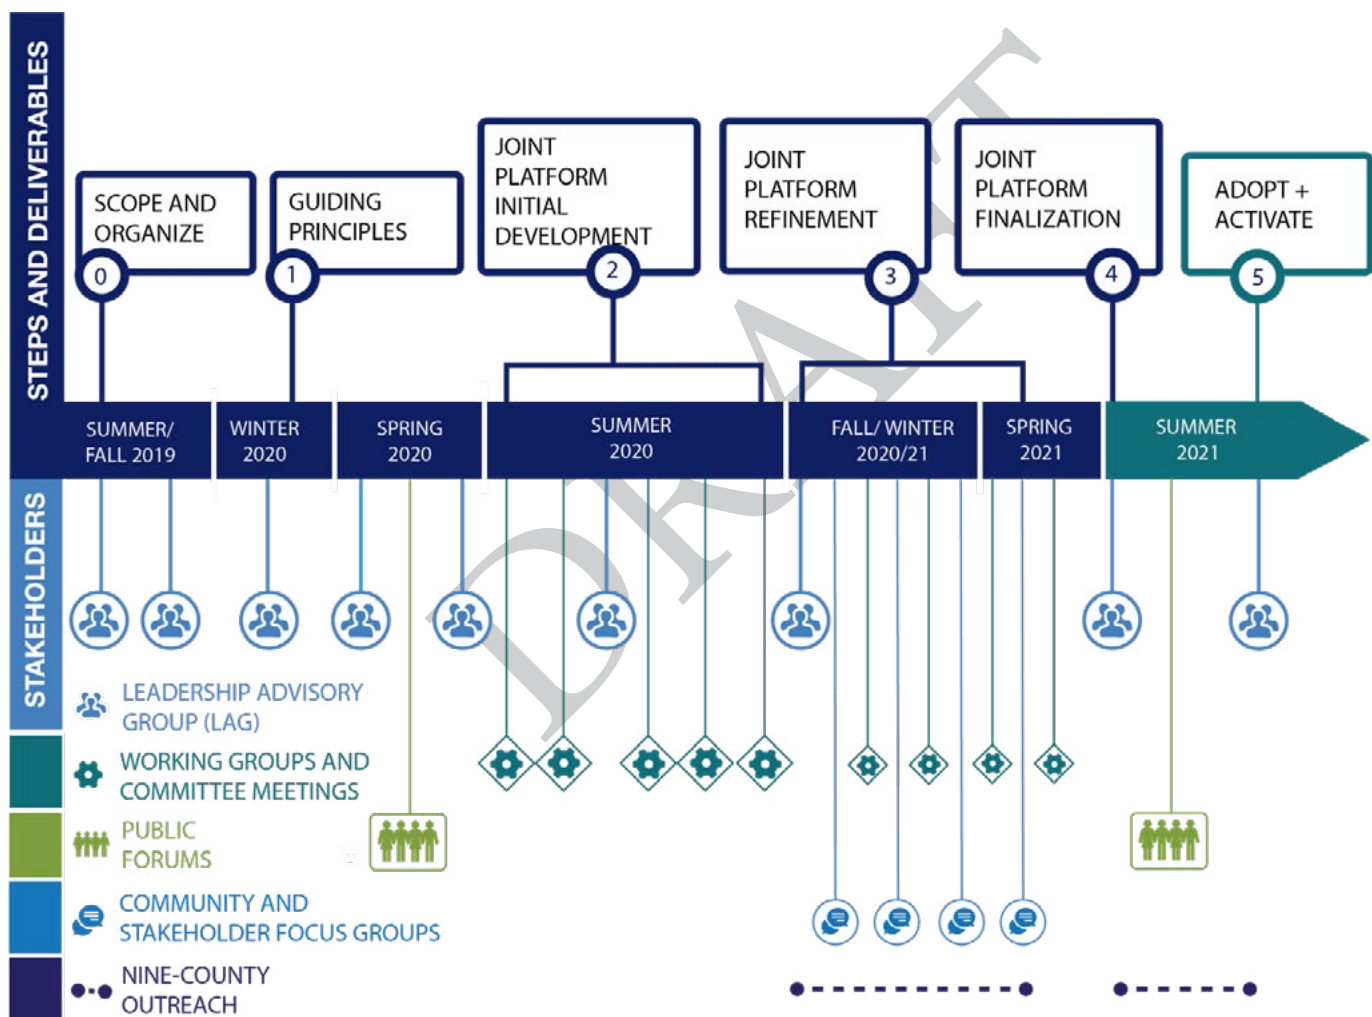 STEPS AND DELIVERABLES
SCOPE AND
ORGANIZE
0
GUIDING
PRINCIPLES
1
JOINT
PLATFORM
INITIAL
DEVELOPMENT
2
JOINT
PLATFORM
REFINEMENT
3
JOINT
PLATFORM
FINALIZATION
4
ADOPT +
ACTIVATE
5
SUMMER/
FALL 2019
WINTER
2020
SPRING
2020
SUMMER
2020
FALL/ WINTER
2020/21
SPRING
2021
SUMMER
2021
DRAFT
STAKEHOLDERS
LEADERSHIP ADVISORY
GROUP (LAG)
WORKING GROUPS AND
COMMITTEE MEETINGS
PUBLIC
FORUMS
COMMUNITY AND
STAKEHOLDER FOCUS GROUPS
NINE-COUNTY
OUTREACH